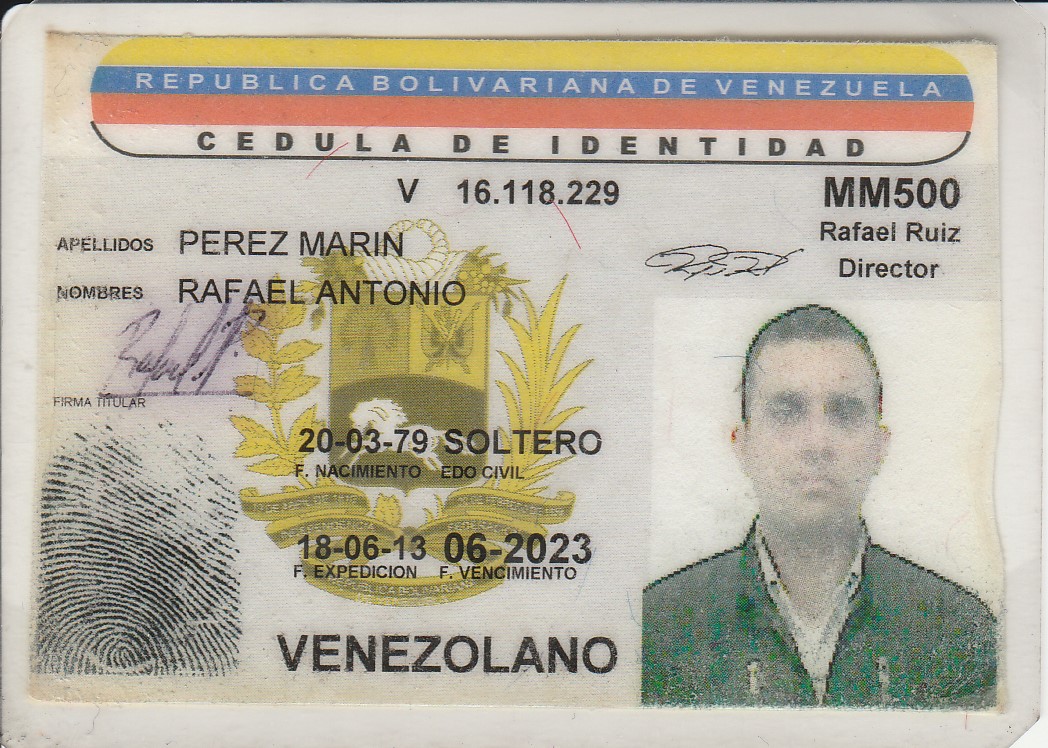 REPUBLICA BOLIVARIANA DE VENEZUELA
CEDULA DE IDENTIDAD
V 16.118.229
MM500
Rafael Ruiz
Director
APELLIDOS PEREZ MARIN
NOMBRES RAFAEL ANTONIO
FIRMA TITULAR
20-03-79 SOLTERO
F. NACIMIENTO EDO CIVIL
18-06-13 06-2023
F. EXPEDICION F. VENCIMIENTO
VENEZOLANO